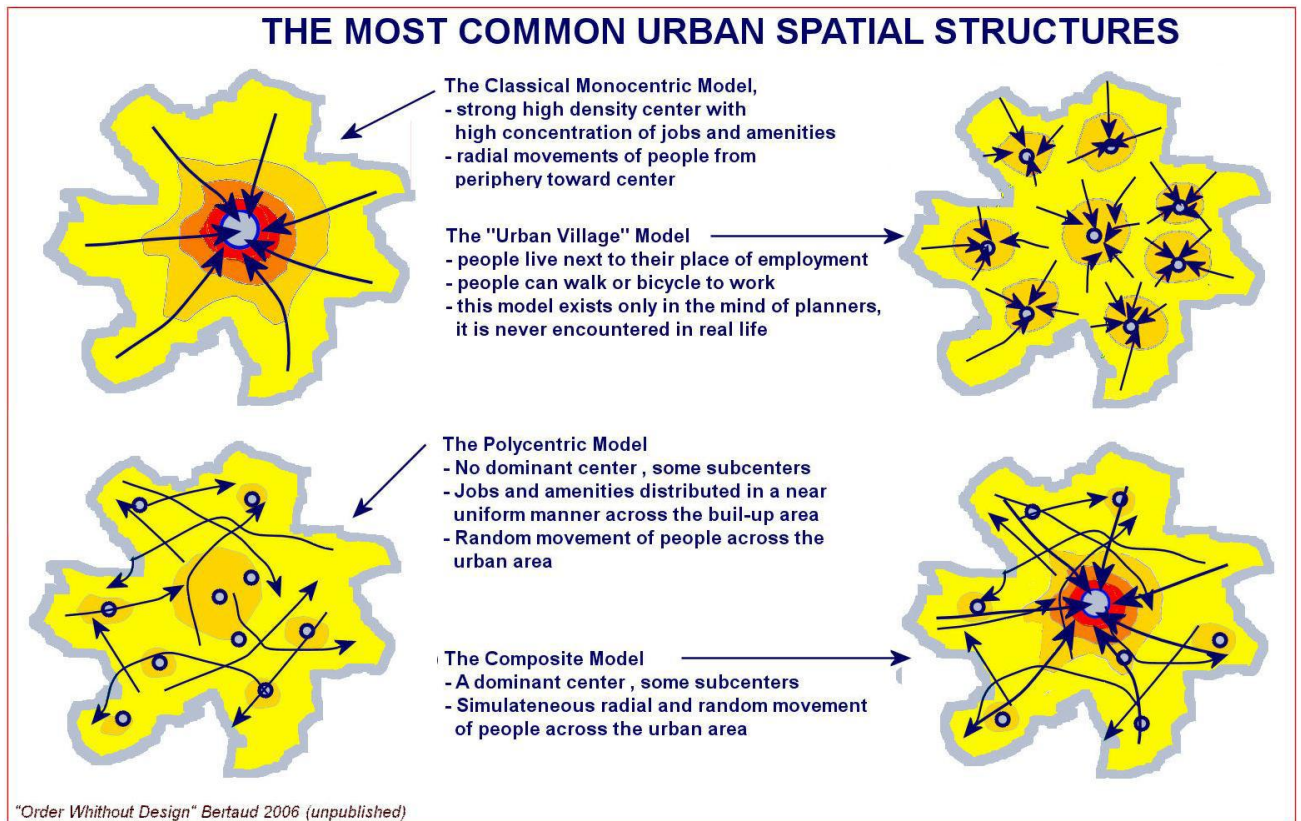 THE MOST COMMON URBAN SPATIAL STRUCTURES
The Classical Monocentric Model,
- strong high density center with
high concentration of jobs and amenities
- radial movements of people from
periphery toward center
The "Urban Village" Model
- people live next to their place of employment
- people can walk or bicycle to work
- this model exists only in the mind of planners,
it is never encountered in real life
The Polycentric Model
- No dominant center , some subcenters
- Jobs and amenities distributed in a near
uniform manner across the buil-up area
- Random movement of people across the
urban area
The Composite Model
- A dominant center , some subcenters
- Simulateneous radial and random movement
of people across the urban area
"Order Whithout Design" Bertaud 2006 (unpublished)